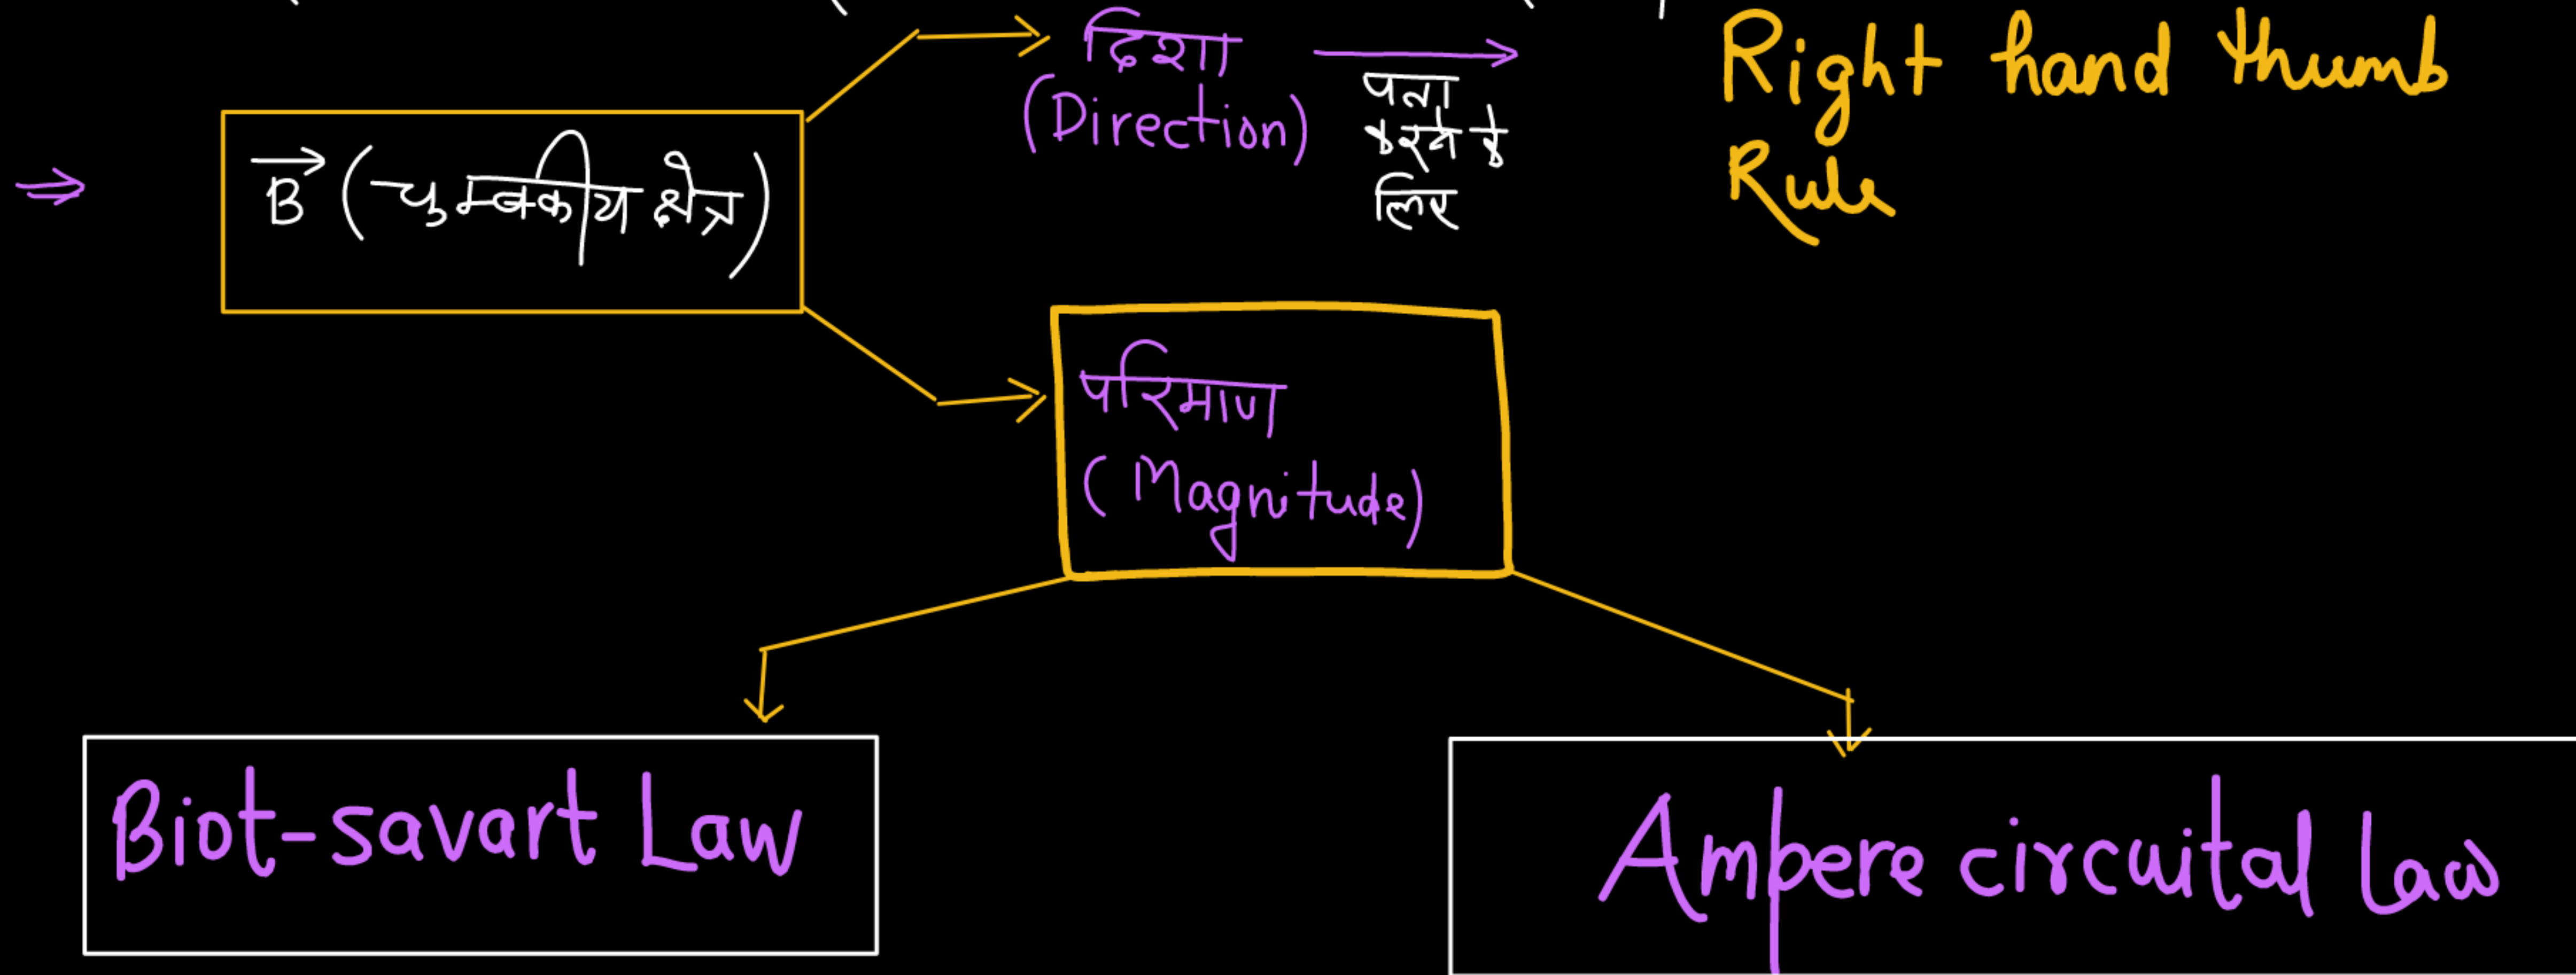 दिशा
(Direction)
पता
करने के
लिए
Right hand thumb
Rule
⇒ B⃗ (चुम्बकीय क्षेत्र)
परिमाण
(Magnitude)
Biot-savart Law
Ampere circuital law